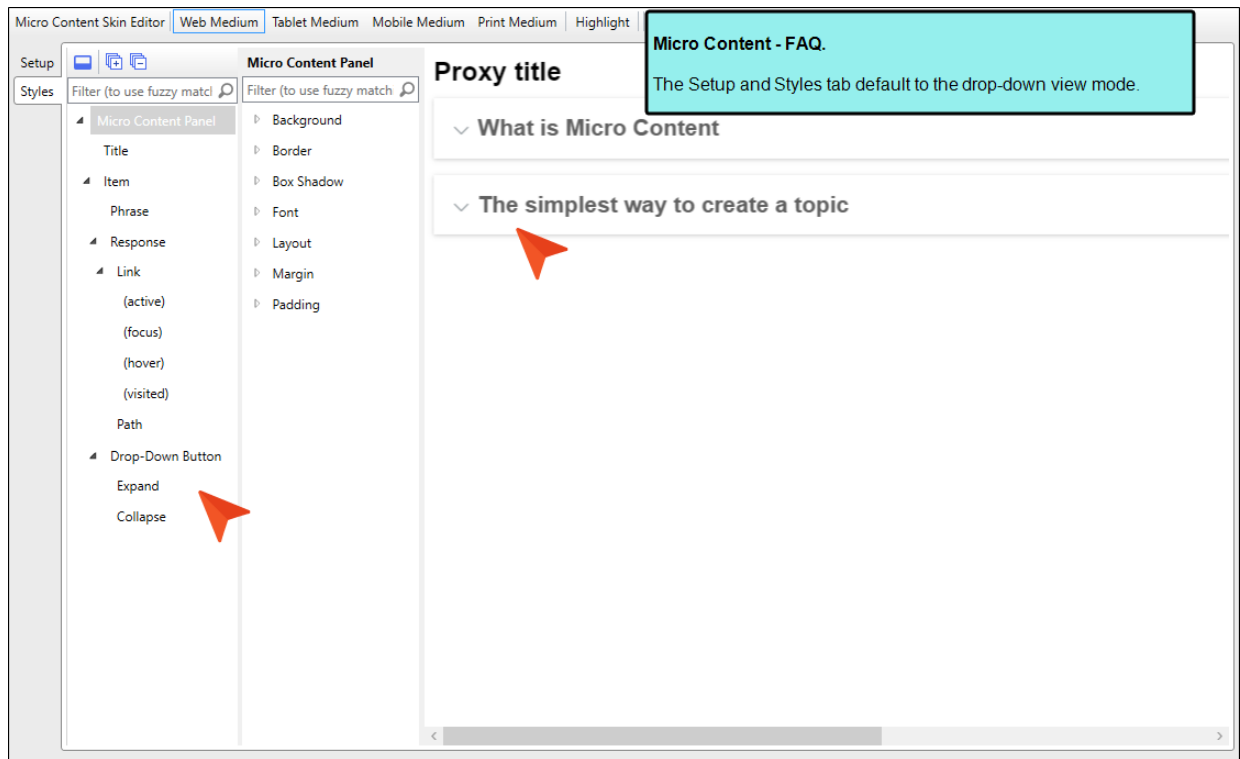 Micro Content Skin Editor Web Medium Tablet Medium Mobile Medium Print Medium Highlight
Micro Content - FAQ.
The Setup and Styles tab default to the drop-down view mode.
Setup
Styles
Filter (to use fuzzy matcl
Micro Content Panel
Title
Item
Phrase
Response
Link
(active)
(focus)
(hover)
(visited)
Path
Drop-Down Button
Expand
Collapse
Micro Content Panel
Filter (to use fuzzy match
Background
Border
Box Shadow
Font
Layout
Margin
Padding
Proxy title
What is Micro Content
The simplest way to create a topic